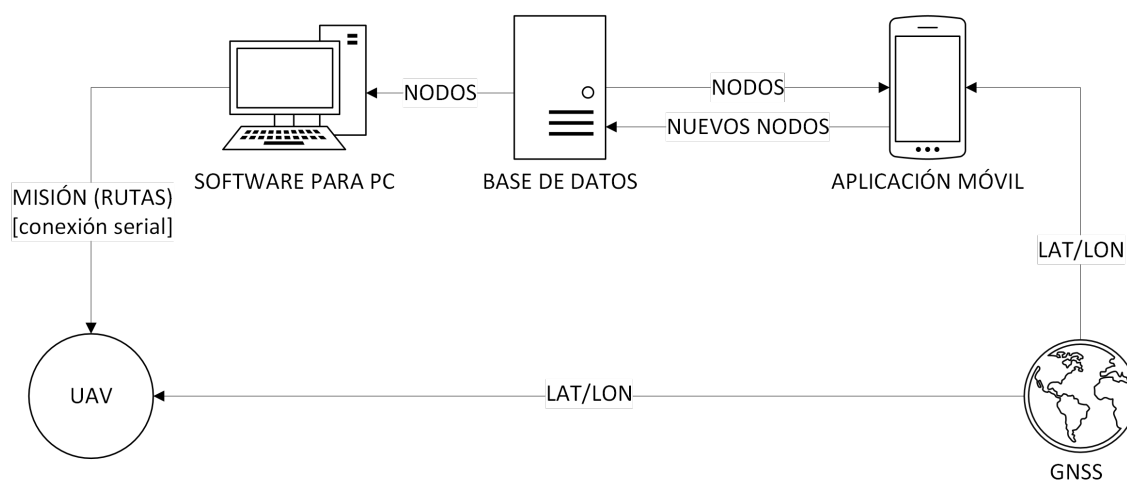 NODOS
NODOS
NUEVOS NODOS
SOFTWARE PARA PC
BASE DE DATOS
APLICACIÓN MÓVIL
MISIÓN (RUTAS)
[conexión serial]
LAT/LON
UAV
LAT/LON
GNSS